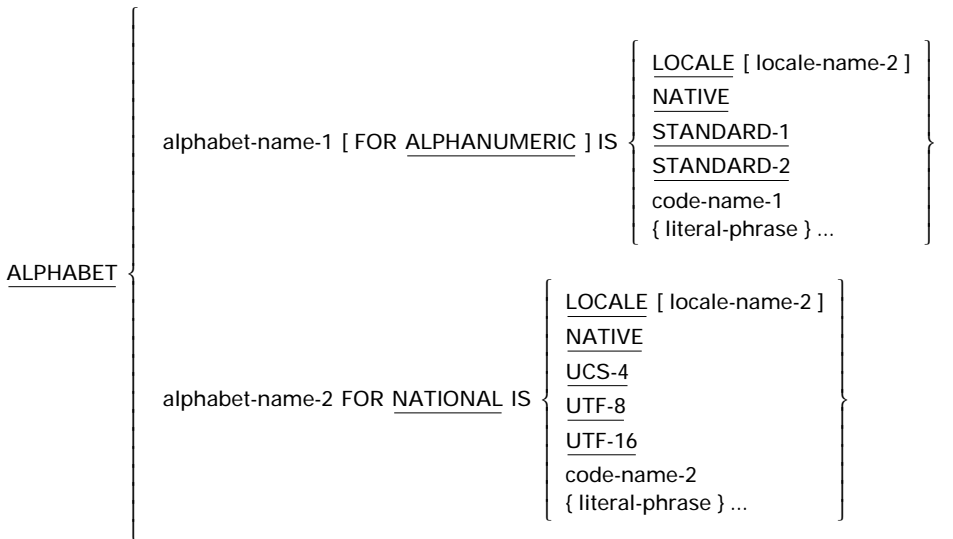 ALPHABET
alphabet-name-1 [ FOR ALPHANUMERIC ] IS
LOCALE [ locale-name-2 ]
NATIVE
STANDARD-1
STANDARD-2
code-name-1
{ literal-phrase } ...
alphabet-name-2 FOR NATIONAL IS
LOCALE [ locale-name-2 ]
NATIVE
UCS-4
UTF-8
UTF-16
code-name-2
{ literal-phrase } ...